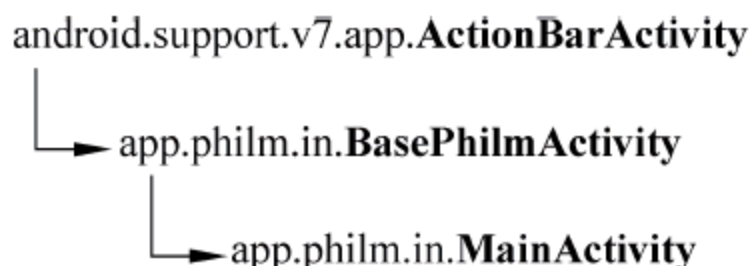 android.support.v7.app.ActionBarActivity
app.philm.in.BasePhilmActivity
app.philm.in.MainActivity